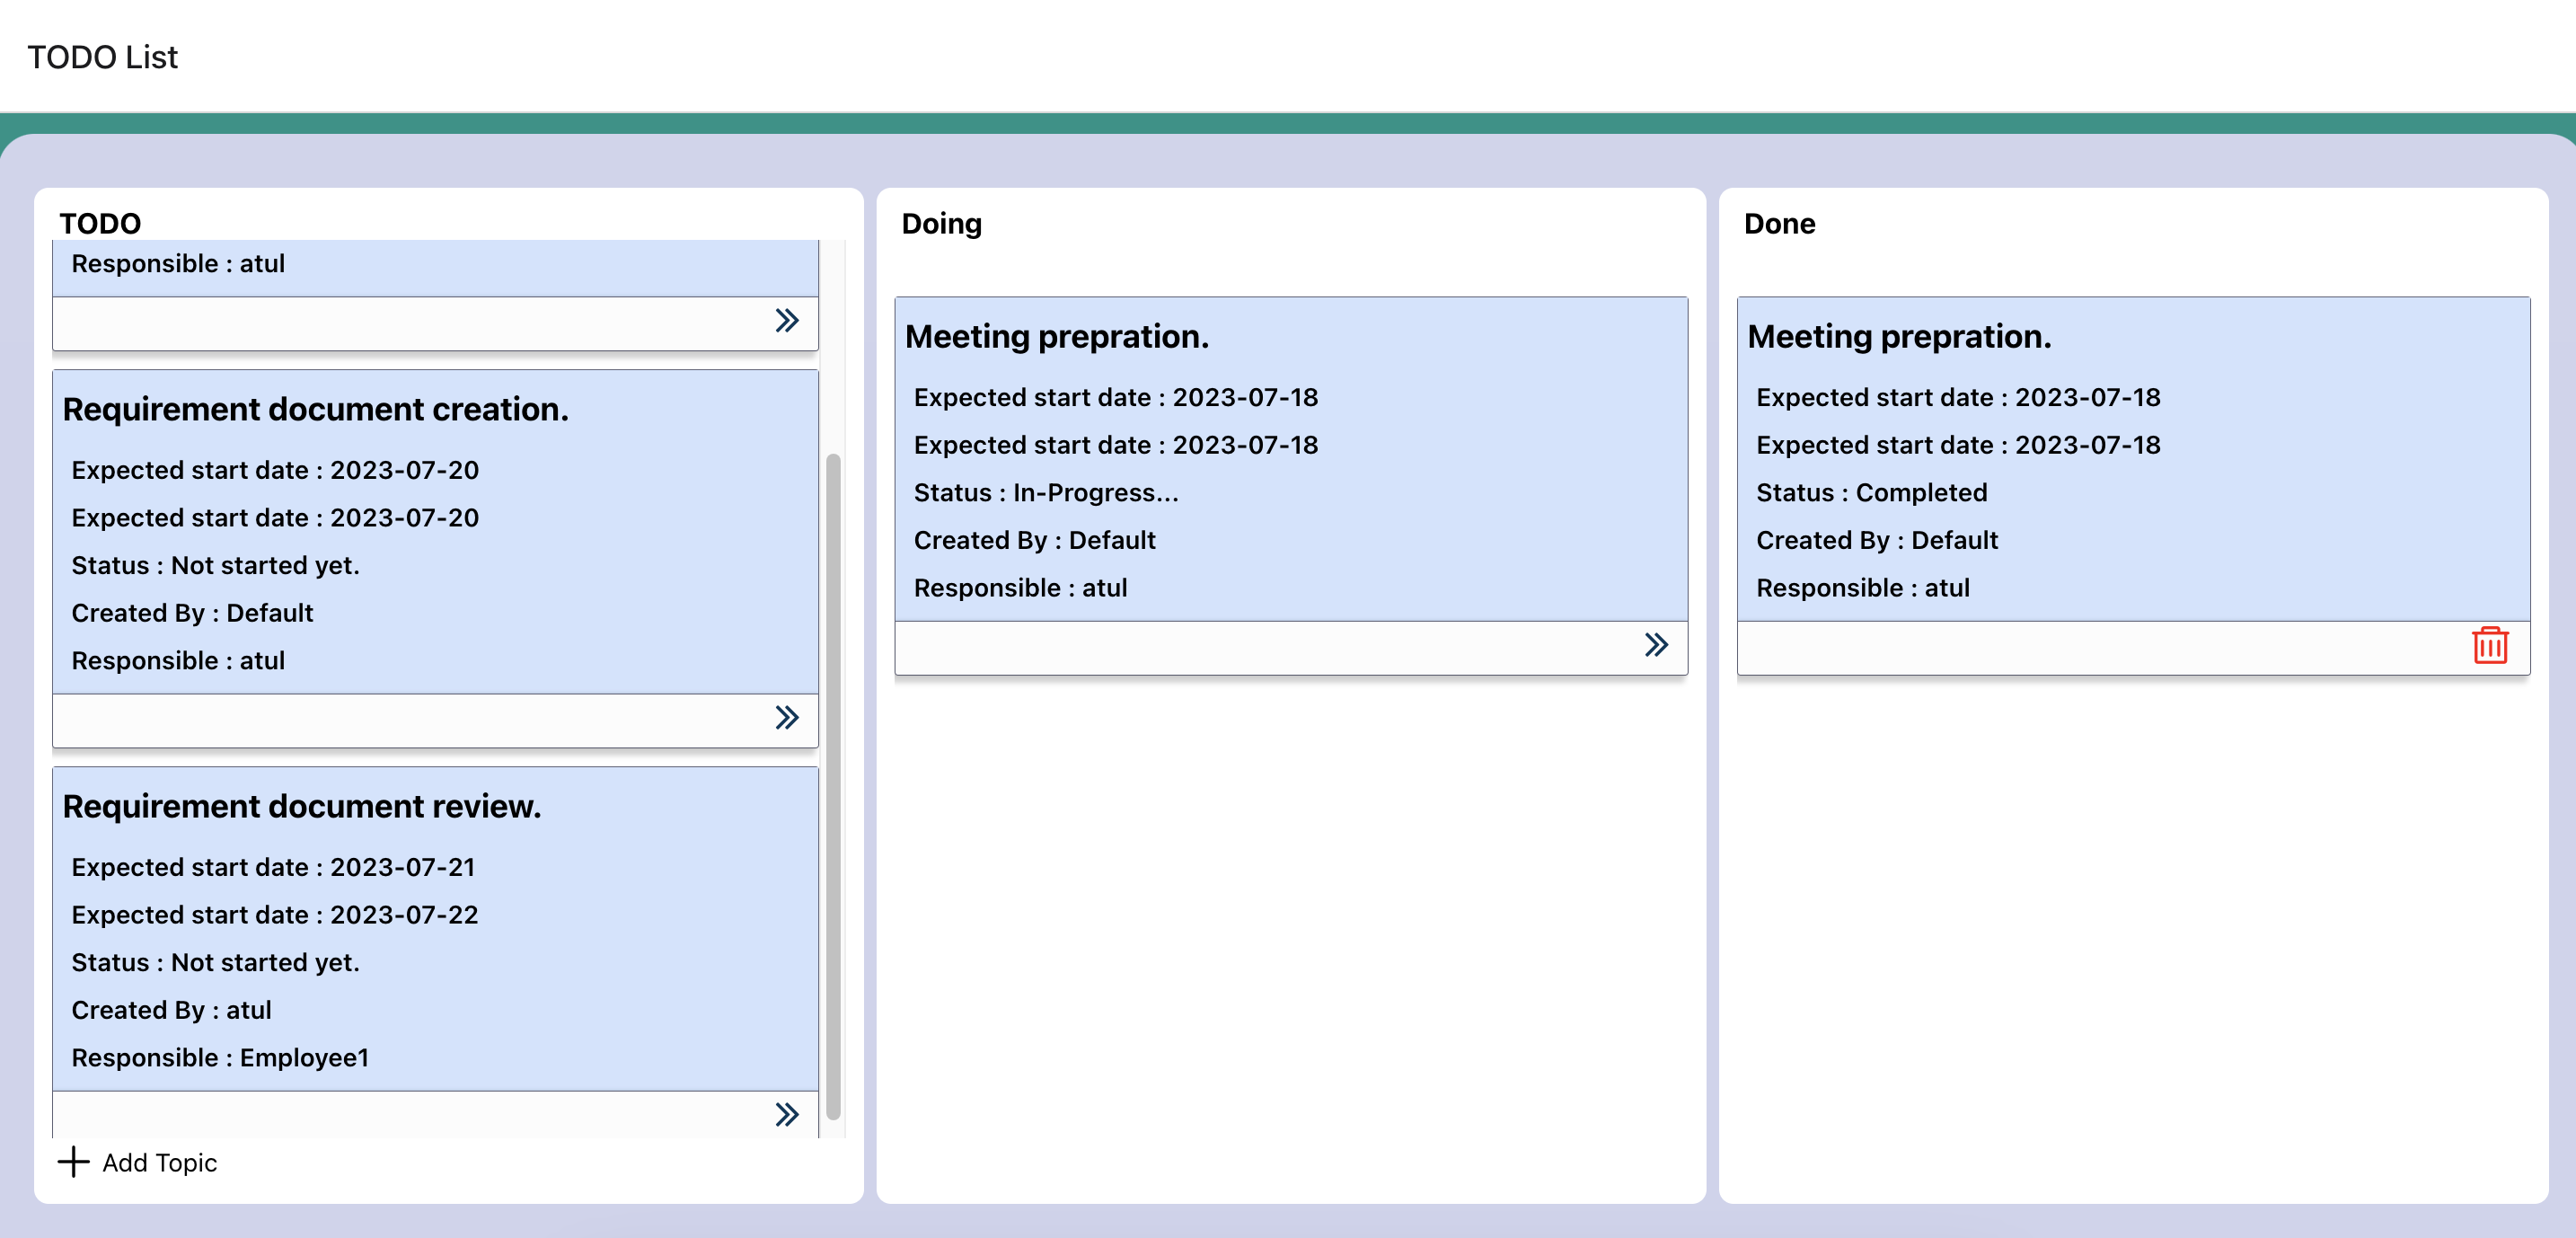 TODO List
TODO
Responsible : atul
Requirement document creation.
Expected start date : 2023-07-20
Expected start date : 2023-07-20
Status : Not started yet.
Created By : Default
Responsible : atul
Requirement document review.
Expected start date : 2023-07-21
Expected start date : 2023-07-22
Status : Not started yet.
Created By : atul
Responsible : Employee1
Add Topic
Doing
Meeting prepration.
Expected start date : 2023-07-18
Expected start date : 2023-07-18
Status : In-Progress...
Created By : Default
Responsible : atul
Done
Meeting prepration.
Expected start date : 2023-07-18
Expected start date : 2023-07-18
Status : Completed
Created By : Default
Responsible : atul